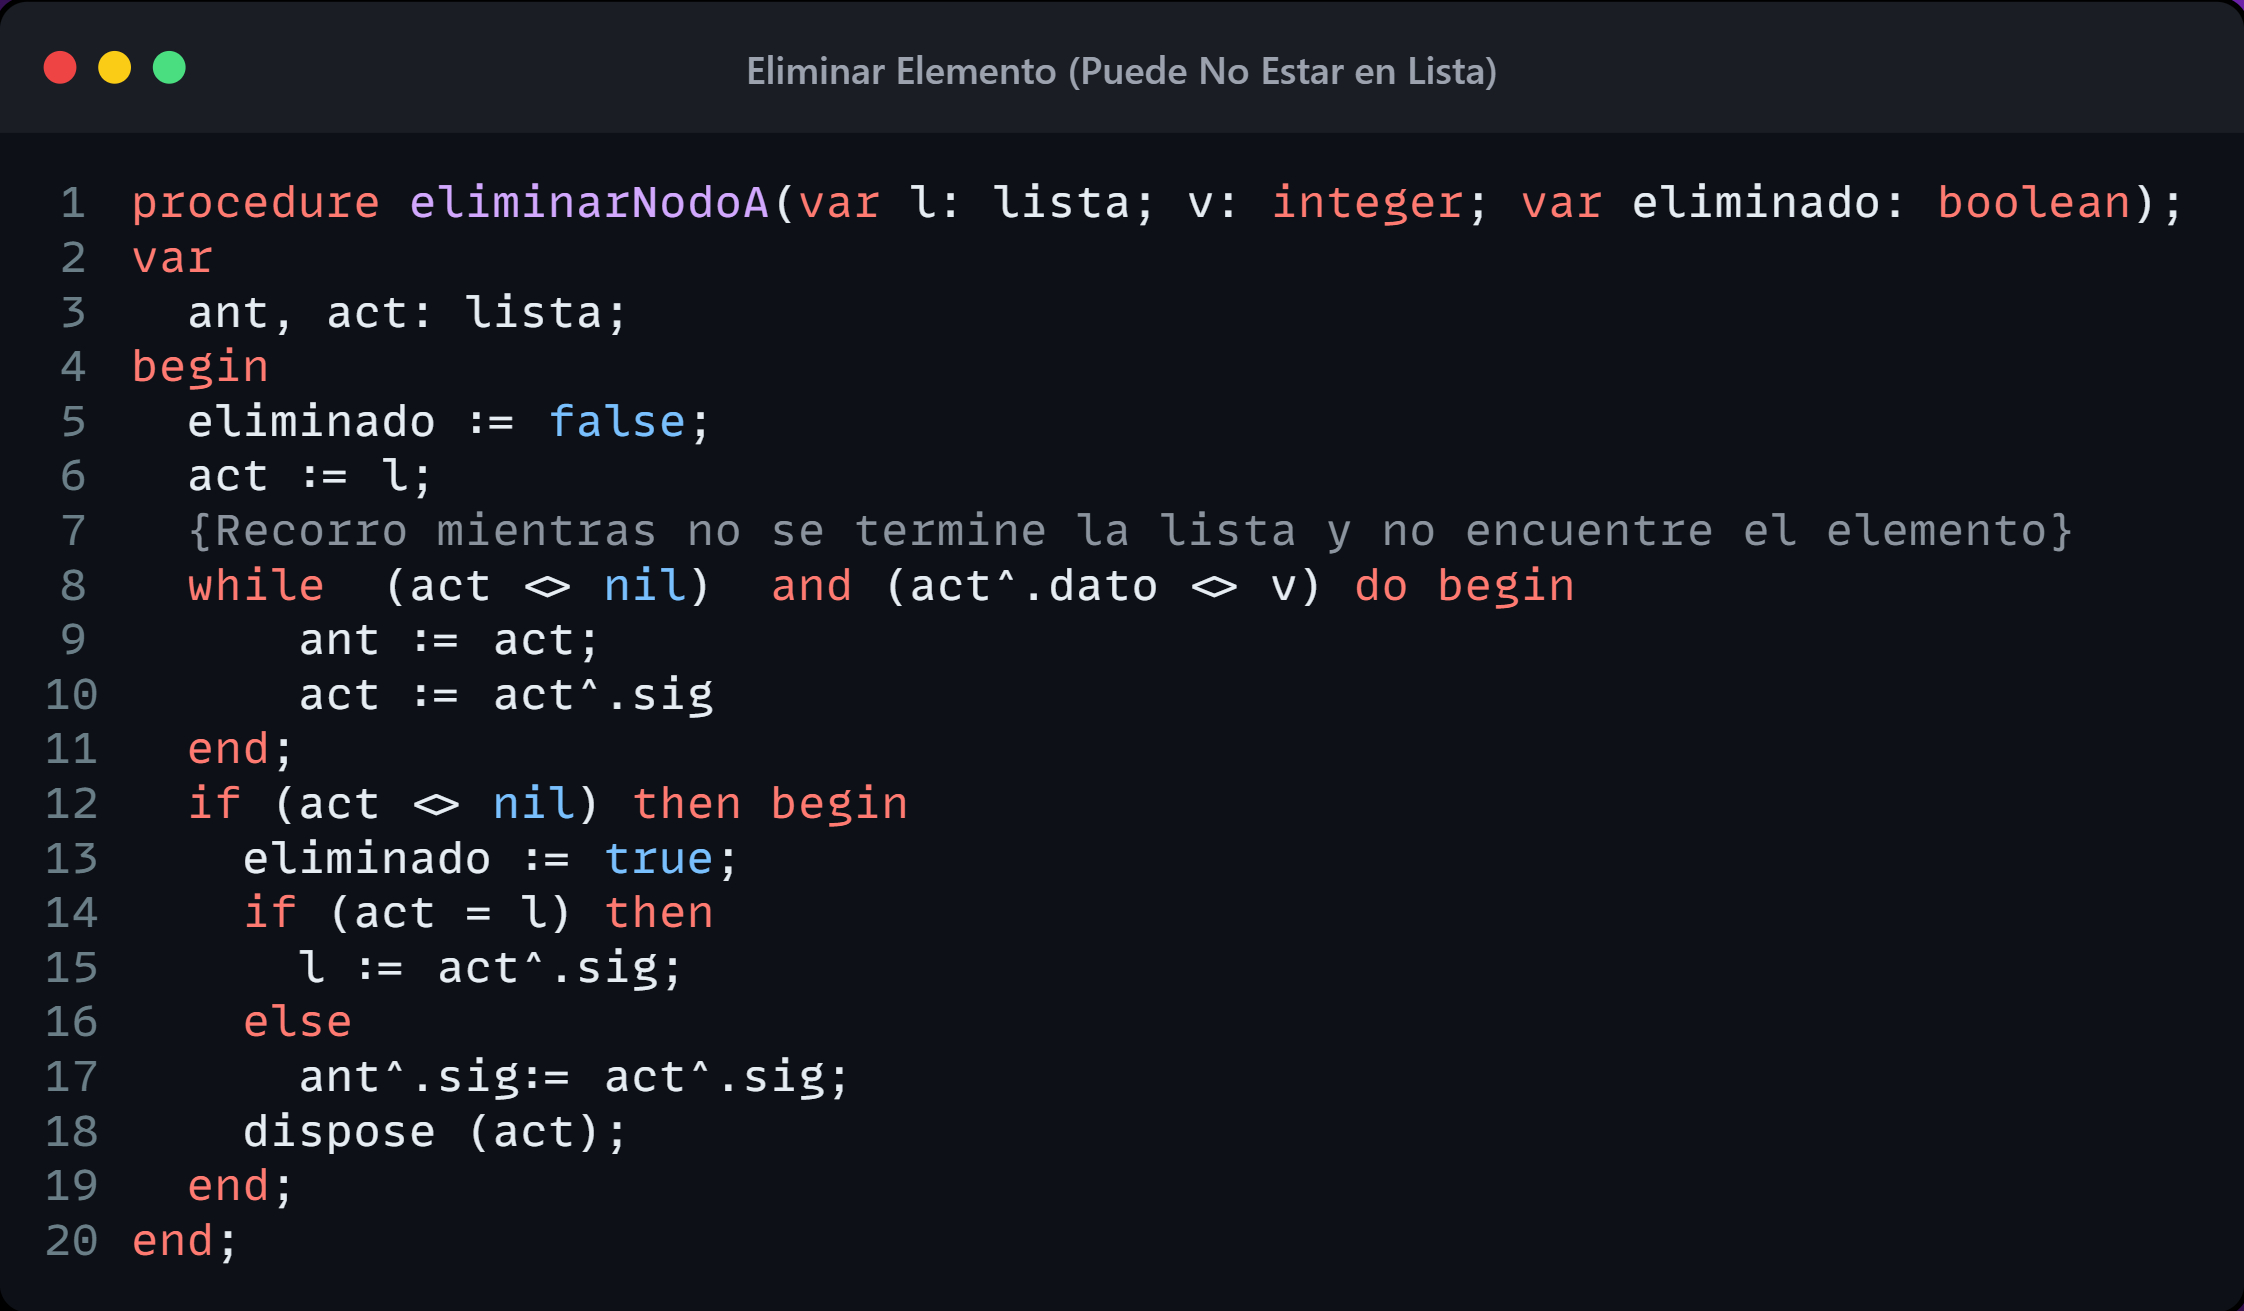 Eliminar Elemento (Puede No Estar en Lista)
1 procedure eliminarNodoA(var l: lista; v: integer; var eliminado: boolean);
2 var
3   ant, act: lista;
4 begin
5   eliminado := false;
6   act := l;
7   {Recorro mientras no se termine la lista y no encuentre el elemento}
8   while  (act <> nil)  and (act^.dato <> v) do begin
9       ant := act;
10       act := act^.sig
11   end;
12   if (act <> nil) then begin
13     eliminado := true;
14     if (act = l) then
15       l := act^.sig;
16     else
17       ant^.sig:= act^.sig;
18     dispose (act);
19   end;
20 end;